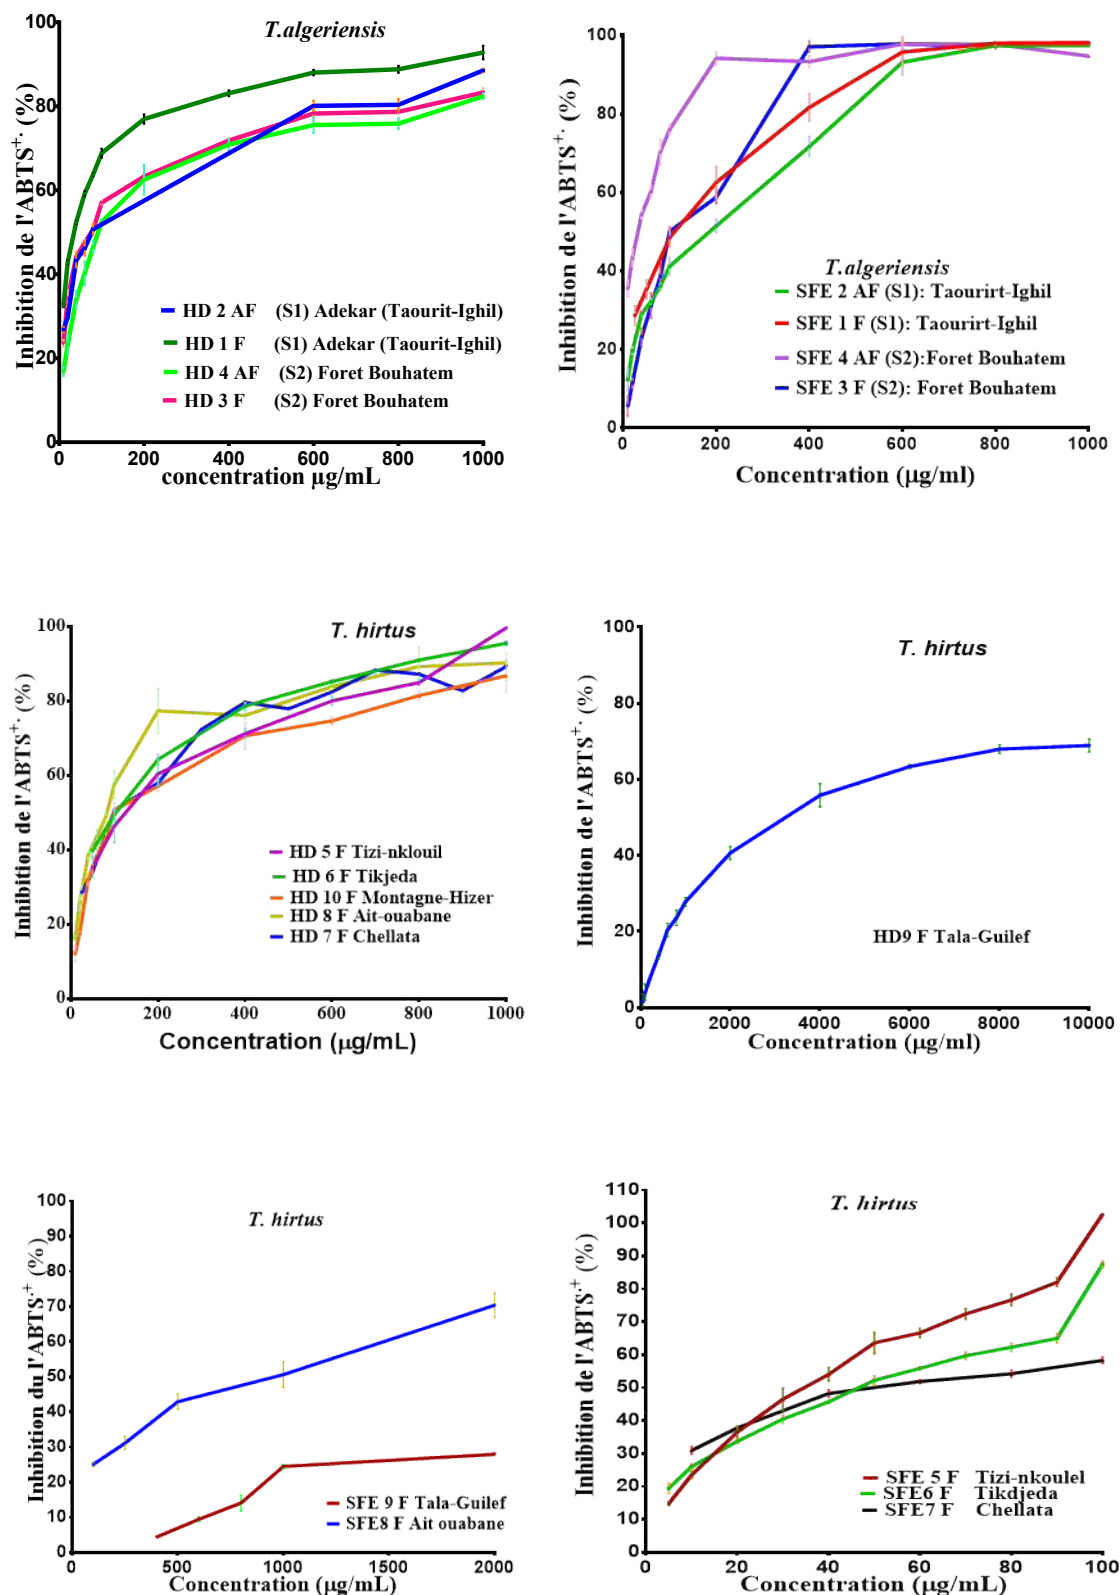 T.algeriensis
Inhibition de l'ABTS+· (%)
100
80
60
40
20
0
HD 2 AF (S1) Adekar (Taourit-Ighil)
HD 1 F (S1) Adekar (Taourit-Ighil)
HD 4 AF (S2) Foret Bouhatem
HD 3 F (S2) Foret Bouhatem
0 200 400 600 800 1000
concentration µg/mL
Inhibition de l'ABTS+· (%)
100
80
60
40
20
0
T.algeriensis
SFE 2 AF (S1): Taourirt-Ighil
SFE 1 F (S1): Taourirt-Ighil
SFE 4 AF (S2):Foret Bouhatem
SFE 3 F (S2): Foret Bouhatem
0 200 400 600 800 1000
Concentration (µg/ml)
T. hirtus
Inhibition de l'ABTS+· (%)
100
80
60
40
20
0
HD 5 F Tizi-nklouil
HD 6 F Tikjeda
HD 10 F Montagne-Hizer
HD 8 F Ait-ouabane
HD 7 F Chellata
0 200 400 600 800 1000
Concentration (µg/mL)
T. hirtus
Inhibition de l'ABTS+· (%)
100
80
60
40
20
0
HD9 F Tala-Guilef
0 2000 4000 6000 8000 10000
Concentration (µg/ml)
T. hirtus
Inhibition du l'ABTS·+ (%)
100
90
80
70
60
50
40
30
20
10
0
SFE 9 F Tala-Guilef
SFE8 F Ait ouabane
0 500 1000 1500 2000
Concentration (µg/mL)
T. hirtus
Inhibition de l'ABTS·+ (%)
110
100
90
80
70
60
50
40
30
20
10
0
SFE 5 F Tizi-nkoulel
SFE6 F Tikdjeda
SFE7 F Chellata
0 20 40 60 80 100
Concentration (µg/mL)